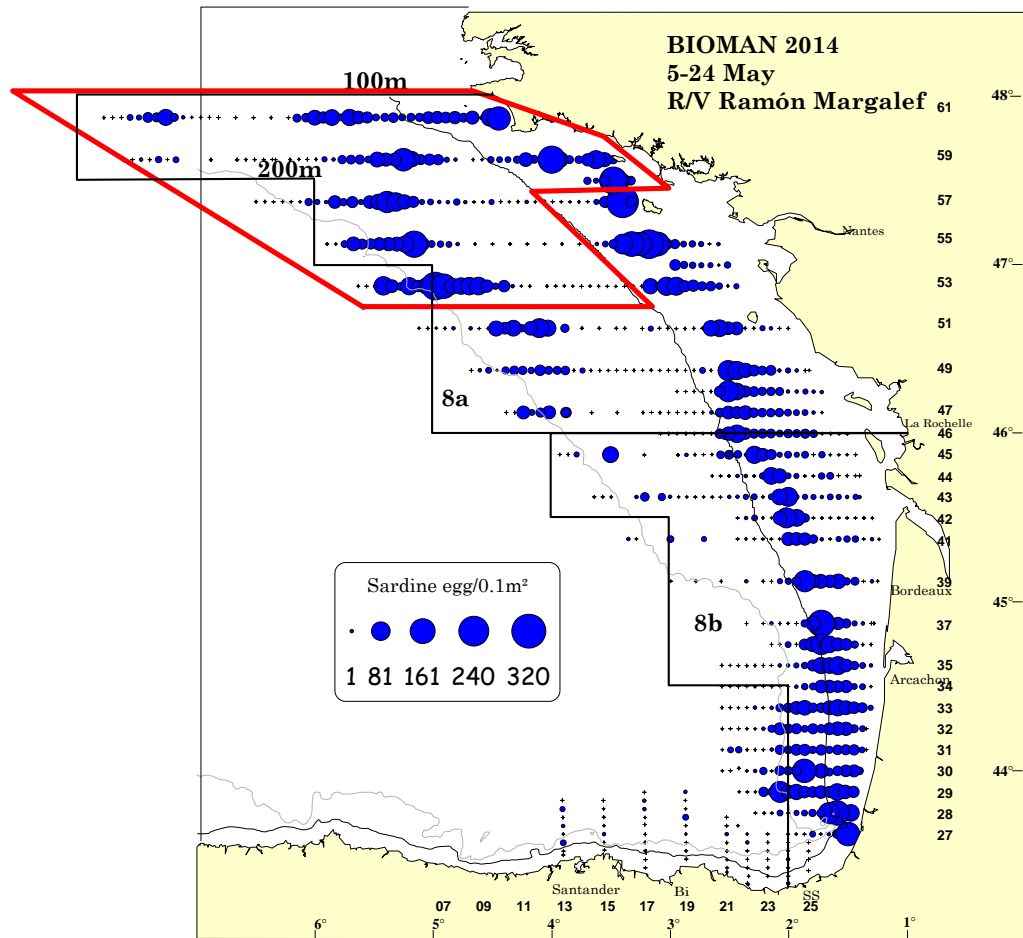 BIOMAN 2014
5-24 May
R/V Ramón Margalef
100m
61
48°
59
200m
57
Nantes
55
47°
53
51
49
8a
47
La Rochelle
46
46°
45
44
43
42
41
39
Sardine egg/0.1m²
Bordeaux
45°
1 81 161 240 320
8b
37
35
Arcachon
34
33
32
31
30
44°
29
28
27
Santander
Bi
SS
07 09 11 13 15 17 19 21 23 25
6° 5° 4° 3° 2° 1°